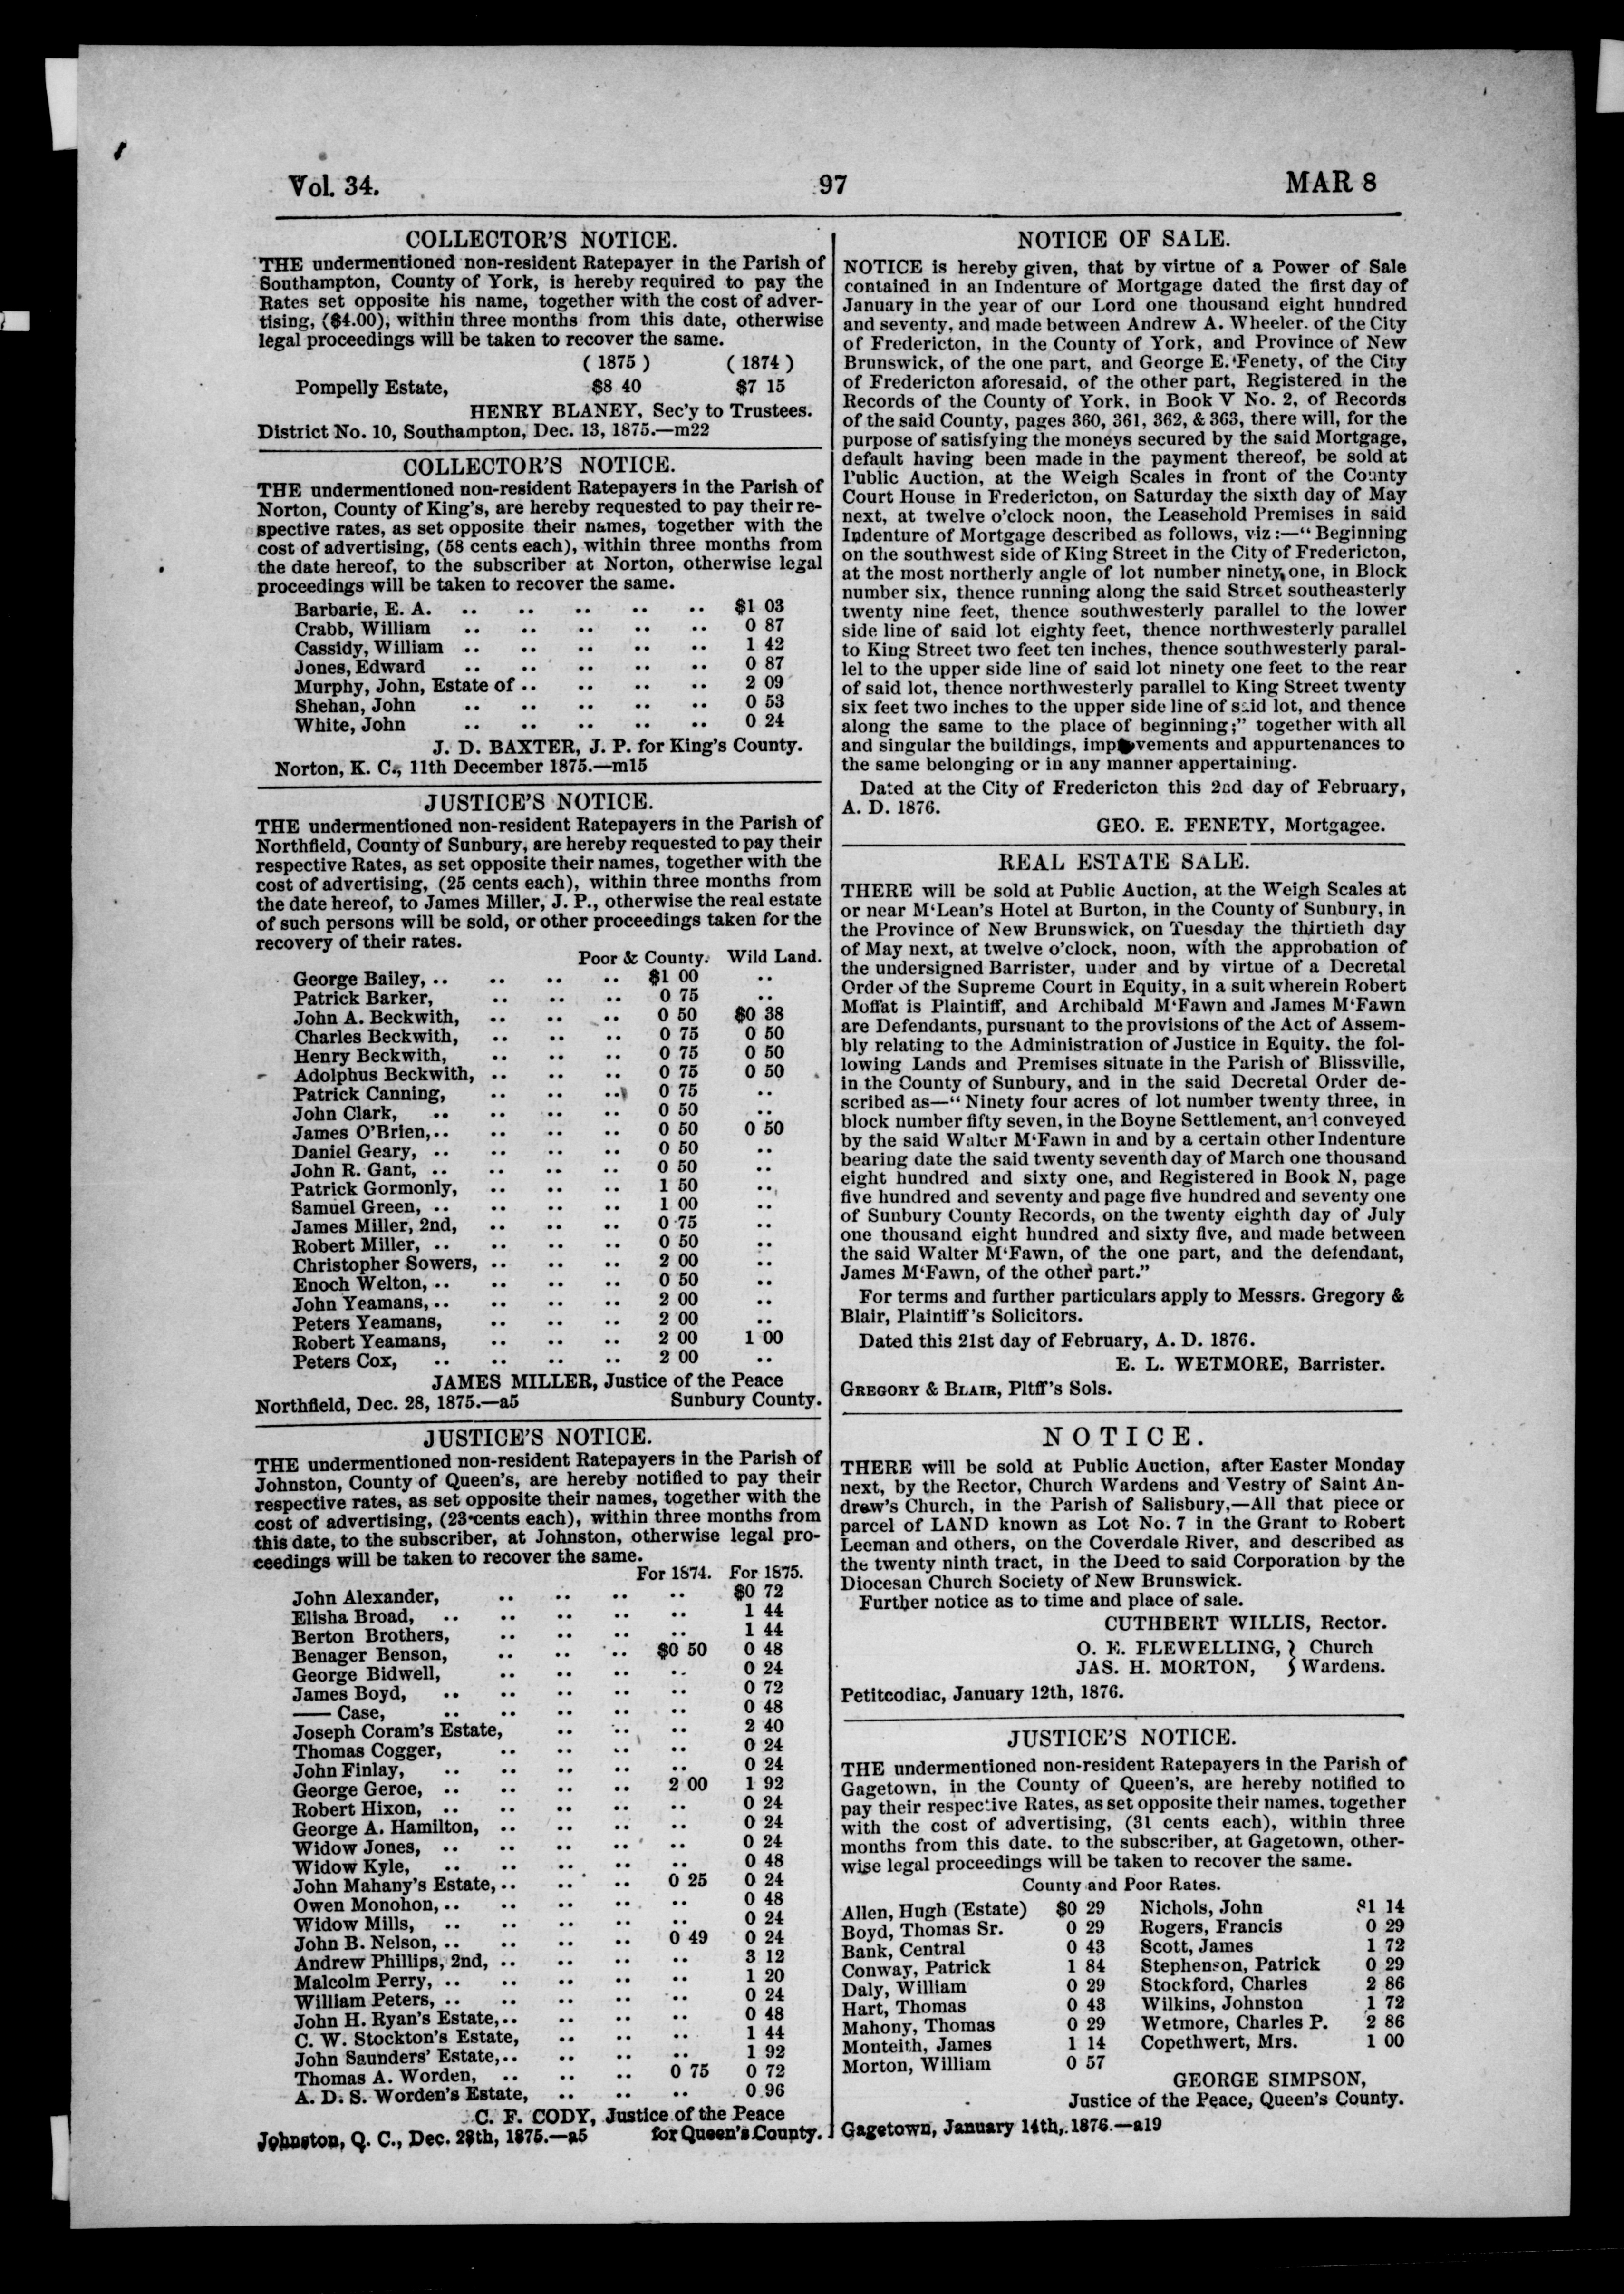 Vol. 34. 97 MAR 8
COLLECTOR'S NOTICE.
THE undermentioned non-resident Ratepayer in the Parish of
Southampton, County of York, is hereby required to pay the
Rates set opposite his name, together with the cost of adver-
tising, ($4.00), within three months from this date, otherwise
legal proceedings will be taken to recover the same.
( 1875 ) ( 1874 )
Pompelly Estate, $8 40 $7 15
HENRY BLANEY, Sec'y to Trustees.
District No. 10, Southampton, Dec. 13, 1875.—m22
COLLECTOR'S NOTICE.
THE undermentioned non-resident Ratepayers in the Parish of
Norton, County of King's, are hereby requested to pay their re-
spective rates, as set opposite their names, together with the
cost of advertising, (58 cents each), within three months from
the date hereof, to the subscriber at Norton, otherwise legal
proceedings will be taken to recover the same.
Barbarie, E. A. .. .. .. .. .. $1 03
Crabb, William .. .. .. .. .. 0 87
Cassidy, William .. .. .. .. .. 1 42
Jones, Edward .. .. .. .. .. 0 87
Murphy, John, Estate of .. .. .. .. 2 09
Shehan, John .. .. .. .. .. 0 53
White, John .. .. .. .. .. 0 24
J. D. BAXTER, J. P. for King's County.
Norton, K. C., 11th December 1875.—m15
JUSTICE'S NOTICE.
THE undermentioned non-resident Ratepayers in the Parish of
Northfield, County of Sunbury, are hereby requested to pay their
respective Rates, as set opposite their names, together with the
cost of advertising, (25 cents each), within three months from
the date hereof, to James Miller, J. P., otherwise the real estate
of such persons will be sold, or other proceedings taken for the
recovery of their rates.
Poor & County. Wild Land.
George Bailey, .. .. .. .. $1 00 ..
Patrick Barker, .. .. .. 0 75 ..
John A. Beckwith, .. .. .. 0 50 $0 38
Charles Beckwith, .. .. .. 0 75 0 50
Henry Beckwith, .. .. .. 0 75 0 50
Adolphus Beckwith, .. .. .. 0 75 0 50
Patrick Canning, .. .. .. 0 75 ..
John Clark, .. .. .. .. 0 50 ..
James O'Brien, .. .. .. .. 0 50 0 50
Daniel Geary, .. .. .. .. 0 50 ..
John R. Gant, .. .. .. .. 0 50 ..
Patrick Gormonly, .. .. .. 1 50 ..
Samuel Green, .. .. .. .. 1 00 ..
James Miller, 2nd, .. .. .. 0 75 ..
Robert Miller, .. .. .. .. 0 50 ..
Christopher Sowers, .. .. .. 2 00 ..
Enoch Welton, .. .. .. .. 0 50 ..
John Yeamans, .. .. .. .. 2 00 ..
Peters Yeamans, .. .. .. 2 00 ..
Robert Yeamans, .. .. .. 2 00 1 00
Peters Cox, .. .. .. .. 2 00 ..
JAMES MILLER, Justice of the Peace
Northfield, Dec. 28, 1875.—a5 Sunbury County.
JUSTICE'S NOTICE.
THE undermentioned non-resident Ratepayers in the Parish of
Johnston, County of Queen's, are hereby notified to pay their
respective rates, as set opposite their names, together with the
cost of advertising, (23 cents each), within three months from
this date, to the subscriber, at Johnston, otherwise legal pro-
ceedings will be taken to recover the same.
For 1874. For 1875.
John Alexander, .. .. .. .. $0 72
Elisha Broad, .. .. .. .. .. 1 44
Berton Brothers, .. .. .. .. 1 44
Benager Benson, .. .. .. $0 50 0 48
George Bidwell, .. .. .. .. 0 24
James Boyd, .. .. .. .. .. 0 72
—— Case, .. .. .. .. .. 0 48
Joseph Coram's Estate, .. .. .. 2 40
Thomas Cogger, .. .. .. .. 0 24
John Finlay, .. .. .. .. .. 0 24
George Geroe, .. .. .. .. 2 00 1 92
Robert Hixon, .. .. .. .. .. 0 24
George A. Hamilton, .. .. .. .. 0 24
Widow Jones, .. .. .. .. .. 0 24
Widow Kyle, .. .. .. .. .. 0 48
John Mahany's Estate, .. .. .. 0 25 0 24
Owen Monohon, .. .. .. .. .. 0 48
Widow Mills, .. .. .. .. .. 0 24
John B. Nelson, .. .. .. .. 0 49 0 24
Andrew Phillips, 2nd, .. .. .. .. 3 12
Malcolm Perry, .. .. .. .. .. 1 20
William Peters, .. .. .. .. .. 0 24
John H. Ryan's Estate, .. .. .. .. 0 48
C. W. Stockton's Estate, .. .. .. 1 44
John Saunders' Estate, .. .. .. .. 1 92
Thomas A. Worden, .. .. .. 0 75 0 72
A. D. S. Worden's Estate, .. .. .. 0 96
C. F. CODY, Justice of the Peace
Johnston, Q. C., Dec. 28th, 1875.—a5 for Queen's County.
NOTICE OF SALE.
NOTICE is hereby given, that by virtue of a Power of Sale
contained in an Indenture of Mortgage dated the first day of
January in the year of our Lord one thousand eight hundred
and seventy, and made between Andrew A. Wheeler. of the City
of Fredericton, in the County of York, and Province of New
Brunswick, of the one part, and George E. Fenety, of the City
of Fredericton aforesaid, of the other part, Registered in the
Records of the County of York, in Book V No. 2, of Records
of the said County, pages 360, 361, 362, & 363, there will, for the
purpose of satisfying the moneys secured by the said Mortgage,
default having been made in the payment thereof, be sold at
Public Auction, at the Weigh Scales in front of the County
Court House in Fredericton, on Saturday the sixth day of May
next, at twelve o'clock noon, the Leasehold Premises in said
Indenture of Mortgage described as follows, viz :—" Beginning
on the southwest side of King Street in the City of Fredericton,
at the most northerly angle of lot number ninety one, in Block
number six, thence running along the said Street southeasterly
twenty nine feet, thence southwesterly parallel to the lower
side line of said lot eighty feet, thence northwesterly parallel
to King Street two feet ten inches, thence southwesterly paral-
lel to the upper side line of said lot ninety one feet to the rear
of said lot, thence northwesterly parallel to King Street twenty
six feet two inches to the upper side line of said lot, and thence
along the same to the place of beginning;" together with all
and singular the buildings, improvements and appurtenances to
the same belonging or in any manner appertaining.
Dated at the City of Fredericton this 2nd day of February,
A. D. 1876.
GEO. E. FENETY, Mortgagee.
REAL ESTATE SALE.
THERE will be sold at Public Auction, at the Weigh Scales at
or near M'Lean's Hotel at Burton, in the County of Sunbury, in
the Province of New Brunswick, on Tuesday the thirtieth day
of May next, at twelve o'clock, noon, with the approbation of
the undersigned Barrister, under and by virtue of a Decretal
Order of the Supreme Court in Equity, in a suit wherein Robert
Moffat is Plaintiff, and Archibald M'Fawn and James M'Fawn
are Defendants, pursuant to the provisions of the Act of Assem-
bly relating to the Administration of Justice in Equity. the fol-
lowing Lands and Premises situate in the Parish of Blissville,
in the County of Sunbury, and in the said Decretal Order de-
scribed as—" Ninety four acres of lot number twenty three, in
block number fifty seven, in the Boyne Settlement, and conveyed
by the said Walter M'Fawn in and by a certain other Indenture
bearing date the said twenty seventh day of March one thousand
eight hundred and sixty one, and Registered in Book N, page
five hundred and seventy and page five hundred and seventy one
of Sunbury County Records, on the twenty eighth day of July
one thousand eight hundred and sixty five, and made between
the said Walter M'Fawn, of the one part, and the defendant,
James M'Fawn, of the other part."
For terms and further particulars apply to Messrs. Gregory &
Blair, Plaintiff's Solicitors.
Dated this 21st day of February, A. D. 1876.
E. L. WETMORE, Barrister.
GREGORY & BLAIR, Pltff's Sols.
NOTICE.
THERE will be sold at Public Auction, after Easter Monday
next, by the Rector, Church Wardens and Vestry of Saint An-
drew's Church, in the Parish of Salisbury,—All that piece or
parcel of LAND known as Lot No. 7 in the Grant to Robert
Leeman and others, on the Coverdale River, and described as
the twenty ninth tract, in the Deed to said Corporation by the
Diocesan Church Society of New Brunswick.
Further notice as to time and place of sale.
CUTHBERT WILLIS, Rector.
O. E. FLEWELLING, } Church
JAS. H. MORTON, } Wardens.
Petitcodiac, January 12th, 1876.
JUSTICE'S NOTICE.
THE undermentioned non-resident Ratepayers in the Parish of
Gagetown, in the County of Queen's, are hereby notified to
pay their respective Rates, as set opposite their names, together
with the cost of advertising, (31 cents each), within three
months from this date. to the subscriber, at Gagetown, other-
wise legal proceedings will be taken to recover the same.
County and Poor Rates.
Allen, Hugh (Estate) $0 29 Nichols, John $1 14
Boyd, Thomas Sr. 0 29 Rogers, Francis 0 29
Bank, Central 0 43 Scott, James 1 72
Conway, Patrick 1 84 Stephenson, Patrick 0 29
Daly, William 0 29 Stockford, Charles 2 86
Hart, Thomas 0 43 Wilkins, Johnston 1 72
Mahony, Thomas 0 29 Wetmore, Charles P. 2 86
Monteith, James 1 14 Copethwert, Mrs. 1 00
Morton, William 0 57
GEORGE SIMPSON,
Justice of the Peace, Queen's County.
Gagetown, January 14th, 1876.—a19